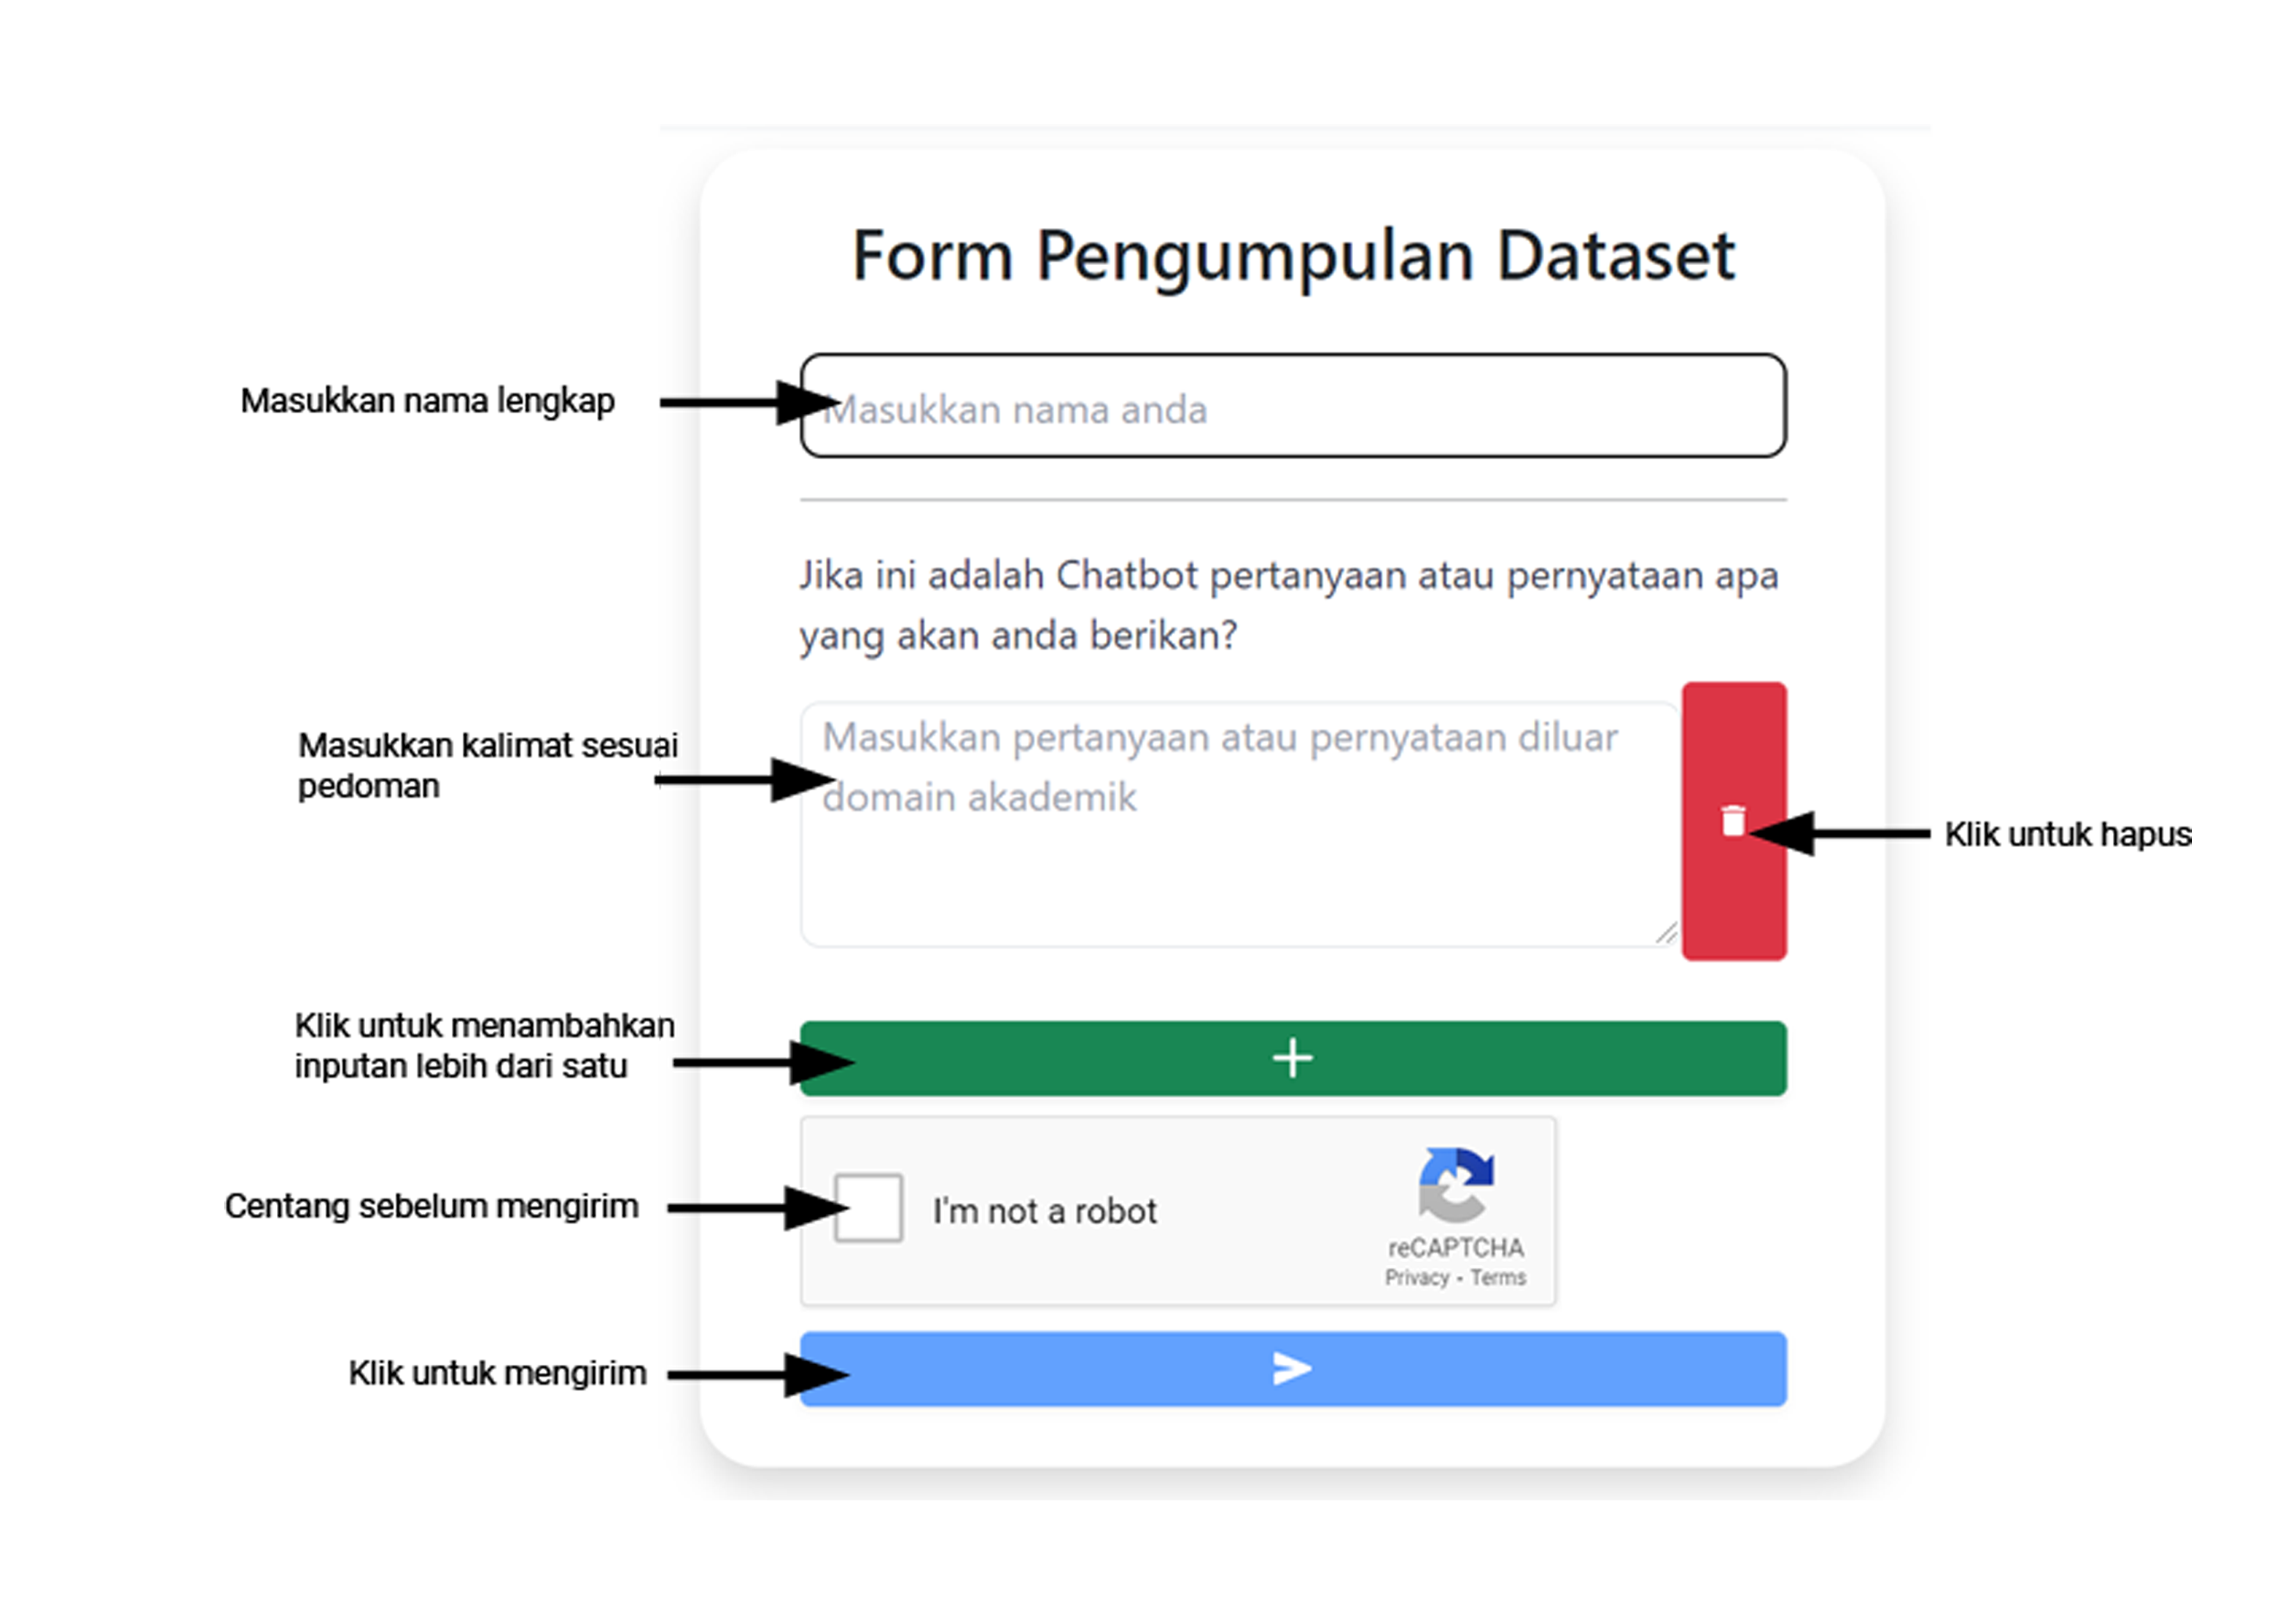 Form Pengumpulan Dataset
Masukkan nama lengkap
Masukkan nama anda
Jika ini adalah Chatbot pertanyaan atau pernyataan apa
yang akan anda berikan?
Masukkan kalimat sesuai
pedoman
Masukkan pertanyaan atau pernyataan diluar
domain akademik
Klik untuk hapus
Klik untuk menambahkan
inputan lebih dari satu
Centang sebelum mengirim
I'm not a robot
reCAPTCHA
Privacy - Terms
Klik untuk mengirim